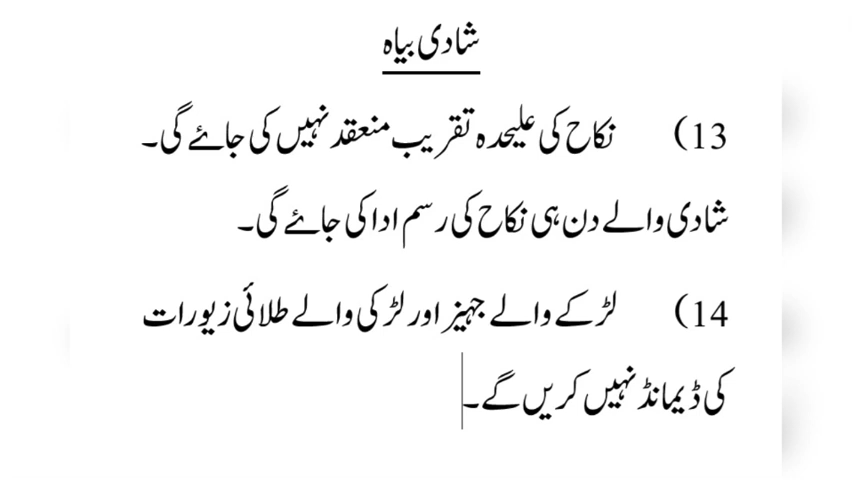 شادی بیاہ
13) نکاح کی علیحدہ تقریب منعقد نہیں کی جائے گی۔
شادی والے دن ہی نکاح کی رسم ادا کی جائے گی۔
14) لڑکے والے جہیز اور لڑکی والے طلائی زیورات
کی ڈیمانڈ نہیں کریں گے۔